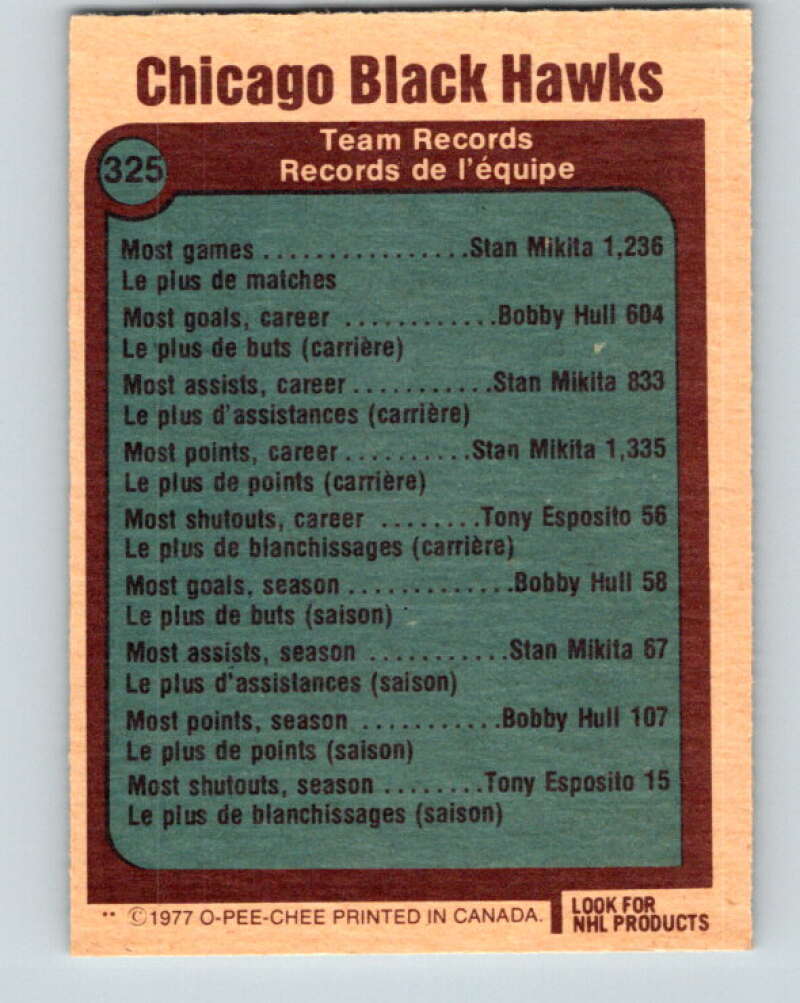 Chicago Black Hawks
325
Team Records
Records de l'équipe
Most games ................Stan Mikita 1,236
Le plus de matches
Most goals, career ............Bobby Hull 604
Le plus de buts (carrière)
Most assists, career...........Stan Mikita 833
Le plus d'assistances (carrière)
Most points, career..........Stan Mikita 1,335
Le plus de points (carrière)
Most shutouts, career ........Tony Esposito 56
Le plus de blanchissages (carrière)
Most goals, season.............Bobby Hull 58
Le plus de buts (saison)
Most assists, season ...........Stan Mikita 67
Le plus d'assistances (saison)
Most points, season ...........Bobby Hull 107
Le plus de points (saison)
Most shutouts, season ........Tony Esposito 15
Le plus de blanchissages (saison)
** ©1977 O-PEE-CHEE PRINTED IN CANADA.
LOOK FOR
NHL PRODUCTS